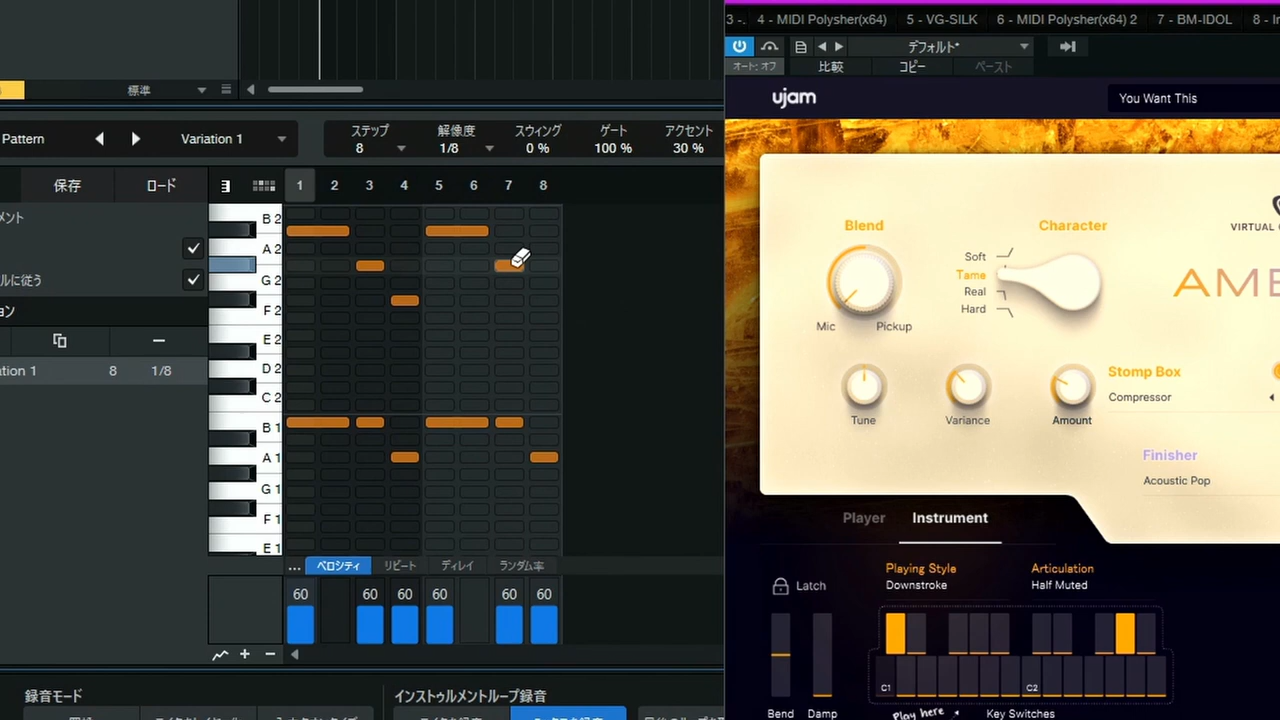 標準
Pattern
Variation 1
ステップ
8
解像度
1/8
スウィング
0 %
ゲート
100 %
アクセント
30 %
保存
ロード
1 2 3 4 5 6 7 8
メント
ルに従う
ョン
ation 1 8 1/8
B 2
A 2
G 2
F 2
E 2
D 2
C 2
B 1
A 1
G 1
F 1
E 1
... ベロシティ リピート ディレイ ランダム率
60 60 60 60 60 60
録音モード
インストゥルメントループ録音
3 -. 4 - MIDI Polysher(x64) 5 - VG-SILK 6 - MIDI Polysher(x64) 2 7 - BM-IDOL
デフォルト*
オート: オフ 比較 コピー ペースト
ujam
You Want This
Blend
Mic
Pickup
Character
Soft
Tame
Real
Hard
VIRTUAL
AME
Tune
Variance
Amount
Stomp Box
Compressor
Finisher
Acoustic Pop
Player
Instrument
Latch
Playing Style
Downstroke
Articulation
Half Muted
C1
C2
Bend
Damp
Play here
Key Switches